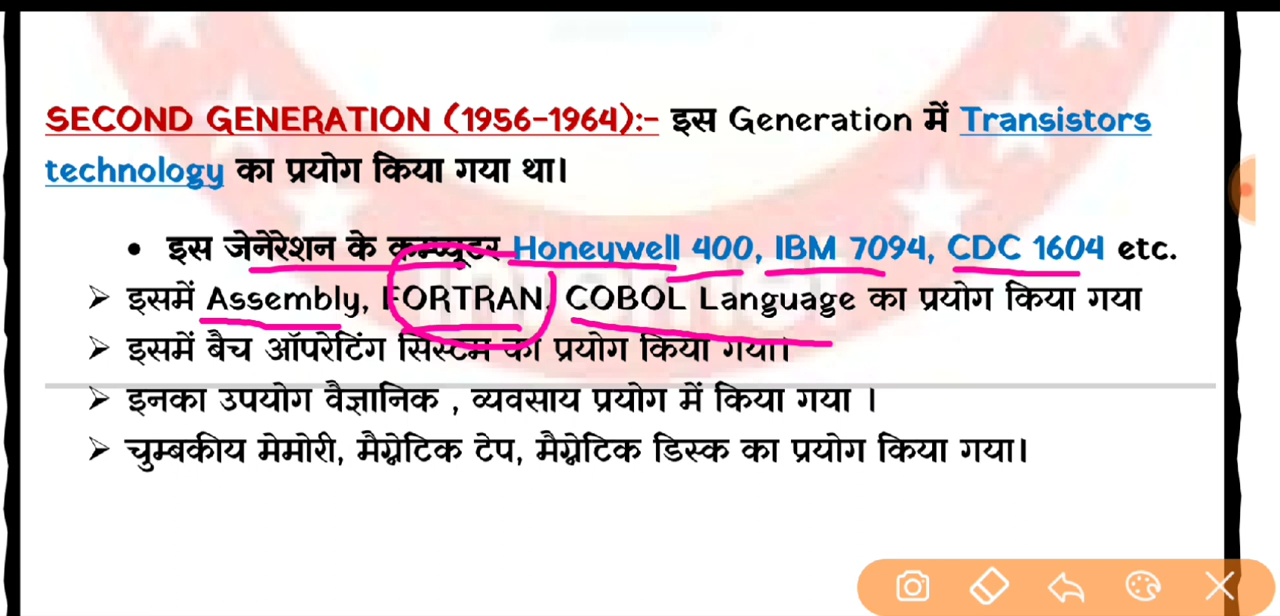 SECOND GENERATION (1956-1964):- इस Generation में Transistors
technology का प्रयोग किया गया था।
• इस जेनेरेशन के कम्प्यूटर Honeywell 400, IBM 7094, CDC 1604 etc.
➢ इसमें Assembly, FORTRAN, COBOL Language का प्रयोग किया गया
➢ इसमें बैच ऑपरेटिंग सिस्टम का प्रयोग किया गया।
➢ इनका उपयोग वैज्ञानिक , व्यवसाय प्रयोग में किया गया ।
➢ चुम्बकीय मेमोरी, मैग्नेटिक टेप, मैग्नेटिक डिस्क का प्रयोग किया गया।